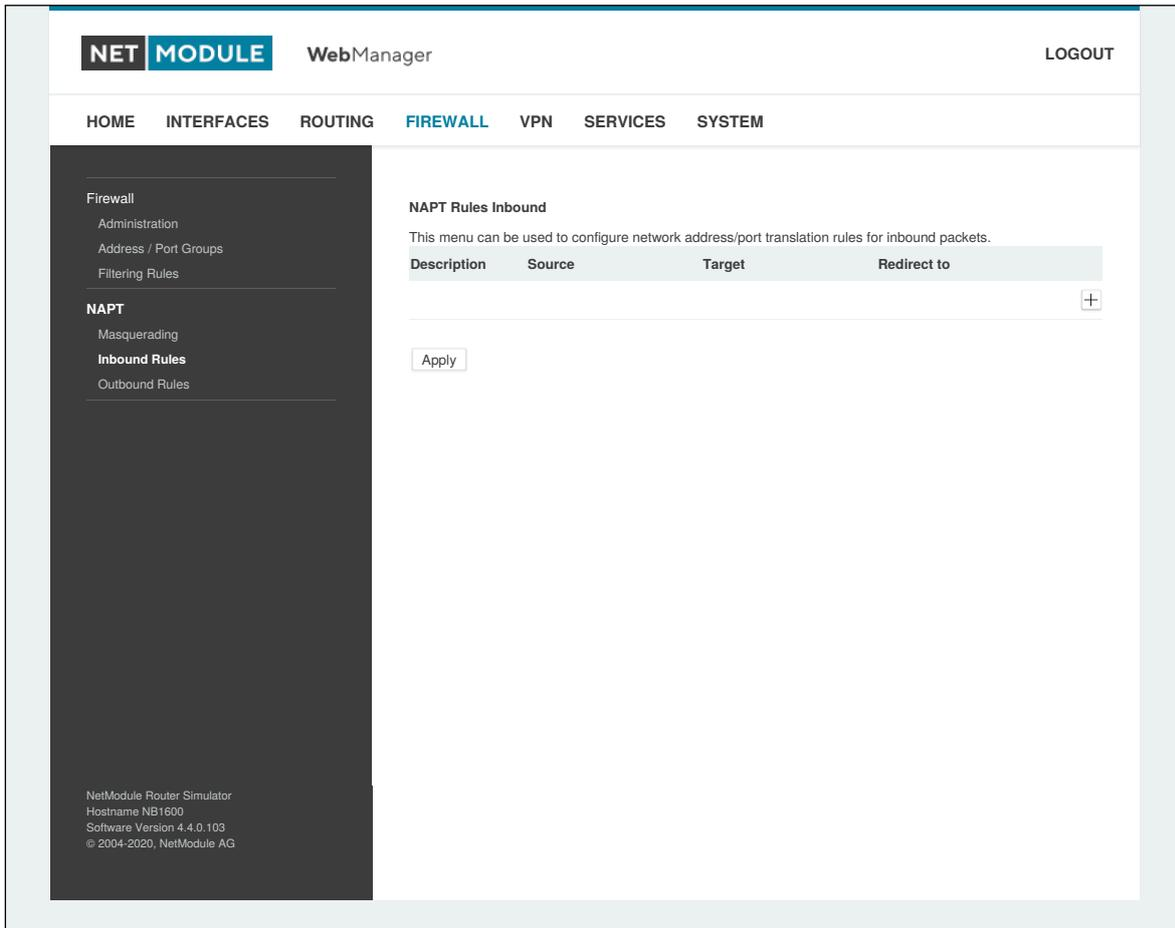 NET MODULE WebManager LOGOUT
HOME INTERFACES ROUTING FIREWALL VPN SERVICES SYSTEM
Firewall
Administration
Address / Port Groups
Filtering Rules
NAPT
Masquerading
Inbound Rules
Outbound Rules
NAPT Rules Inbound
This menu can be used to configure network address/port translation rules for inbound packets.
Description Source Target Redirect to
Apply
NetModule Router Simulator
Hostname NB1600
Software Version 4.4.0.103
© 2004-2020, NetModule AG